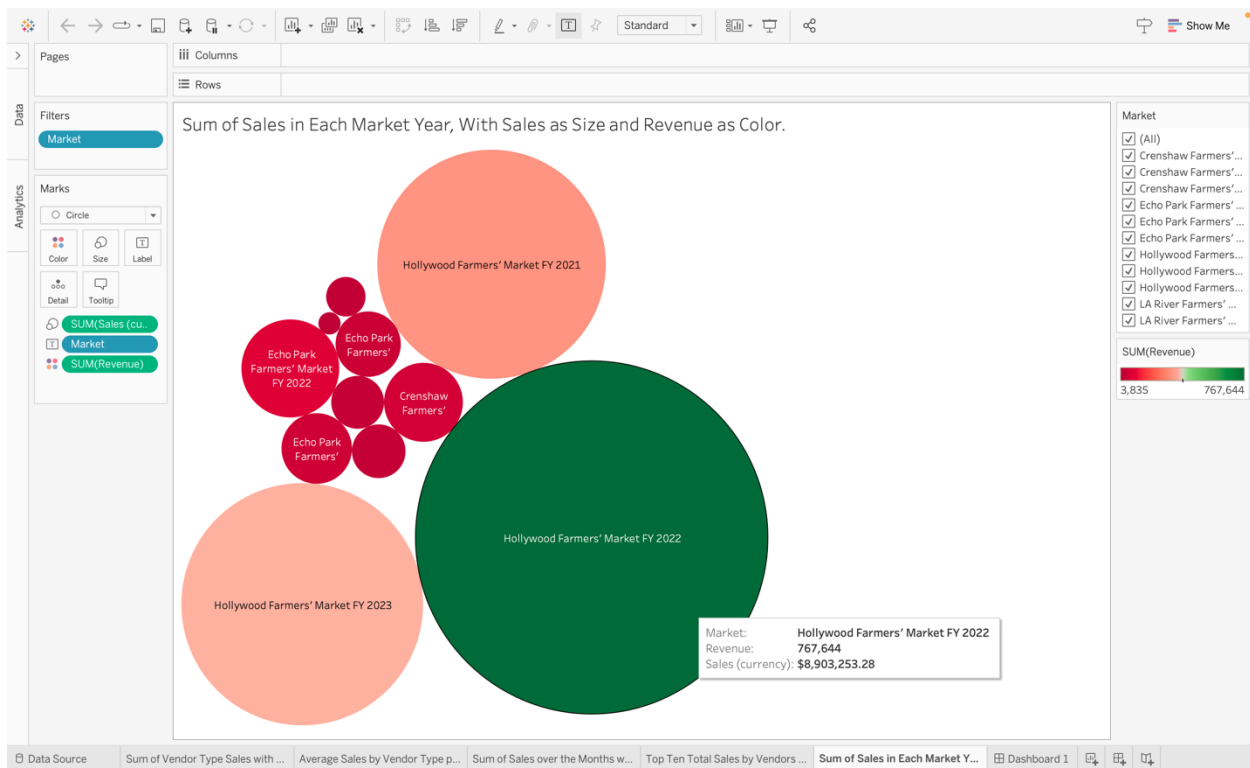 Standard
Show Me
Data
Analytics
Pages
Columns
Rows
Filters
Market
Marks
Circle
Color
Size
Label
Detail
Tooltip
SUM(Sales (cu..
Market
SUM(Revenue)
Sum of Sales in Each Market Year, With Sales as Size and Revenue as Color.
Hollywood Farmers' Market FY 2021
Echo Park
Farmers'
Echo Park
Farmers' Market
FY 2022
Crenshaw
Farmers'
Echo Park
Farmers'
Hollywood Farmers' Market FY 2022
Hollywood Farmers' Market FY 2023
Market: Hollywood Farmers' Market FY 2022
Revenue: 767,644
Sales (currency): $8,903,253.28
Market
(All)
Crenshaw Farmers'...
Crenshaw Farmers'...
Crenshaw Farmers'...
Echo Park Farmers' ...
Echo Park Farmers' ...
Echo Park Farmers' ...
Hollywood Farmers...
Hollywood Farmers...
Hollywood Farmers...
LA River Farmers' ...
LA River Farmers' ...
SUM(Revenue)
3,835 767,644
Data Source
Sum of Vendor Type Sales with ...
Average Sales by Vendor Type p...
Sum of Sales over the Months w...
Top Ten Total Sales by Vendors ...
Sum of Sales in Each Market Y...
Dashboard 1